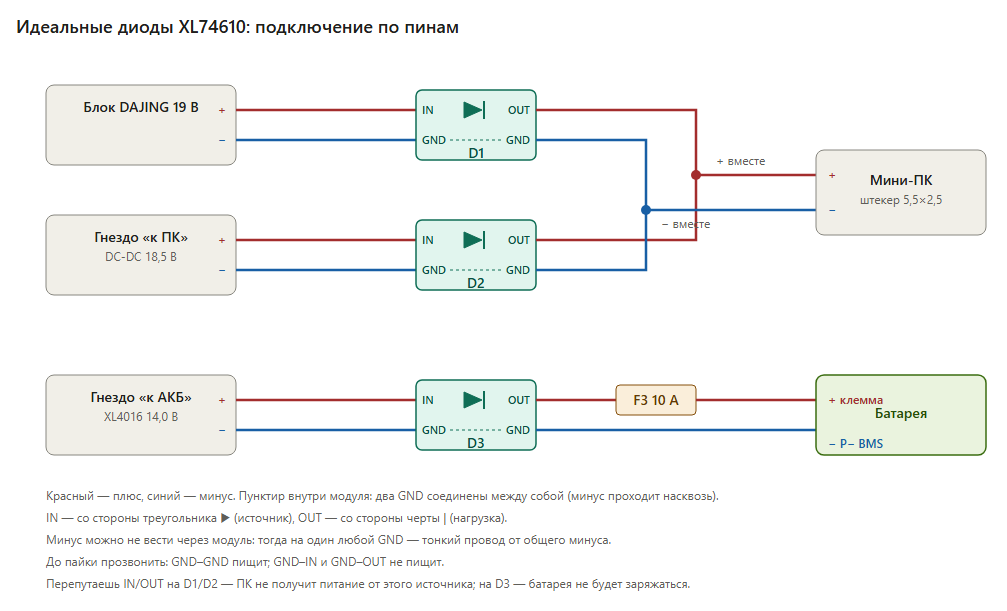 Идеальные диоды XL74610: подключение по пинам
Блок DAJING 19 В
+
−
IN
OUT
GND
GND
D1
+ вместе
− вместе
+
−
Мини-ПК
штекер 5,5×2,5
Гнездо «к ПК»
DC-DC 18,5 В
+
−
IN
OUT
GND
GND
D2
Гнездо «к АКБ»
XL4016 14,0 В
+
−
IN
OUT
GND
GND
D3
F3 10 А
+ клемма
Батарея
− P− BMS
Красный — плюс, синий — минус. Пунктир внутри модуля: два GND соединены между собой (минус проходит насквозь).
IN — со стороны треугольника ▶ (источник), OUT — со стороны черты | (нагрузка).
Минус можно не вести через модуль: тогда на один любой GND — тонкий провод от общего минуса.
До пайки прозвонить: GND–GND пищит; GND–IN и GND–OUT не пищит.
Перепутаешь IN/OUT на D1/D2 — ПК не получит питание от этого источника; на D3 — батарея не будет заряжаться.